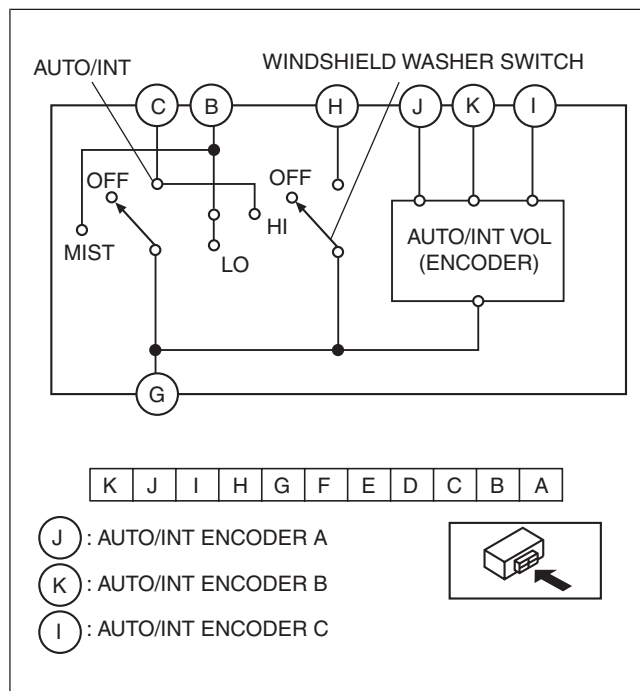 AUTO/INT
WINDSHIELD WASHER SWITCH
C B H J K I
OFF
OFF
HI
MIST
LO
AUTO/INT VOL
(ENCODER)
G
K J I H G F E D C B A
J : AUTO/INT ENCODER A
K : AUTO/INT ENCODER B
I : AUTO/INT ENCODER C